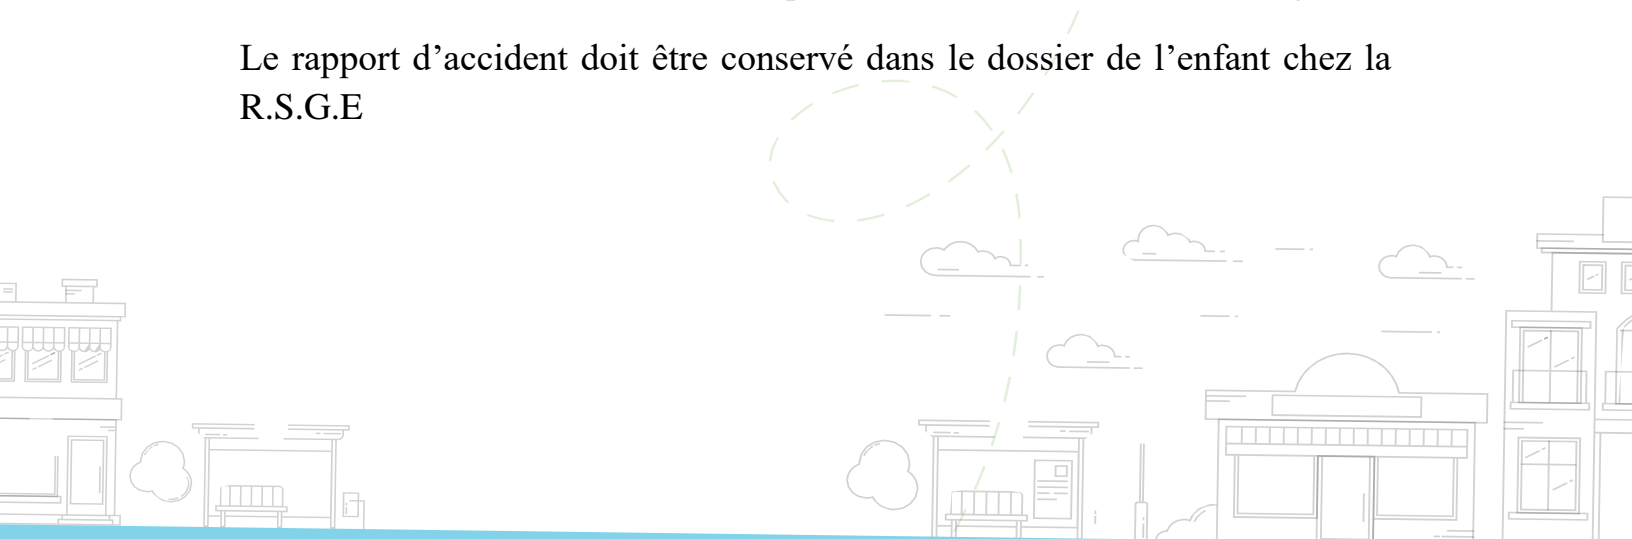 Le rapport d’accident doit être conservé dans le dossier de l’enfant chez la
R.S.G.E